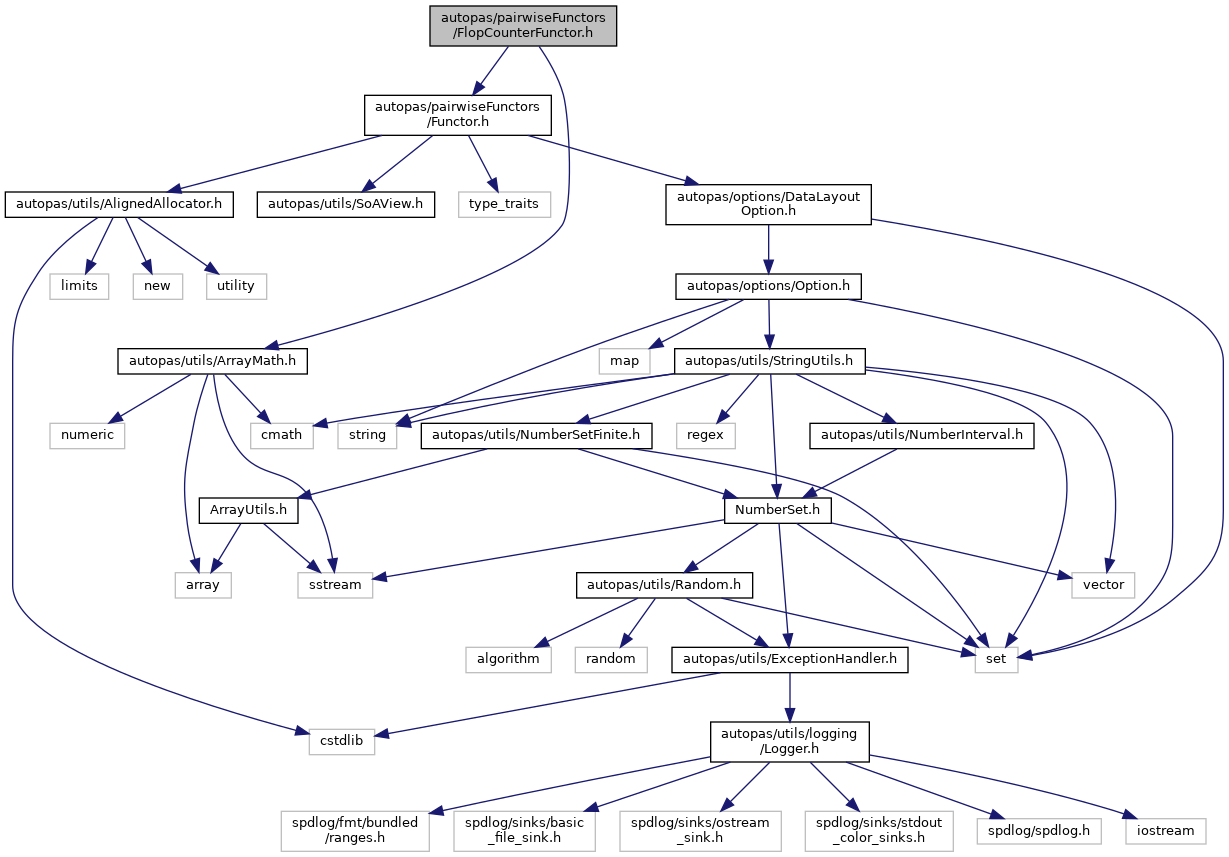 autopas/pairwiseFunctors
/FlopCounterFunctor.h
autopas/pairwiseFunctors
/Functor.h
autopas/utils/AlignedAllocator.h
autopas/utils/SoAView.h
type_traits
autopas/options/DataLayout
Option.h
limits
new
utility
autopas/options/Option.h
autopas/utils/ArrayMath.h
map
autopas/utils/StringUtils.h
numeric
cmath
string
autopas/utils/NumberSetFinite.h
regex
autopas/utils/NumberInterval.h
ArrayUtils.h
NumberSet.h
array
sstream
autopas/utils/Random.h
vector
algorithm
random
autopas/utils/ExceptionHandler.h
set
cstdlib
autopas/utils/logging
/Logger.h
spdlog/fmt/bundled
/ranges.h
spdlog/sinks/basic
_file_sink.h
spdlog/sinks/ostream
_sink.h
spdlog/sinks/stdout
_color_sinks.h
spdlog/spdlog.h
iostream